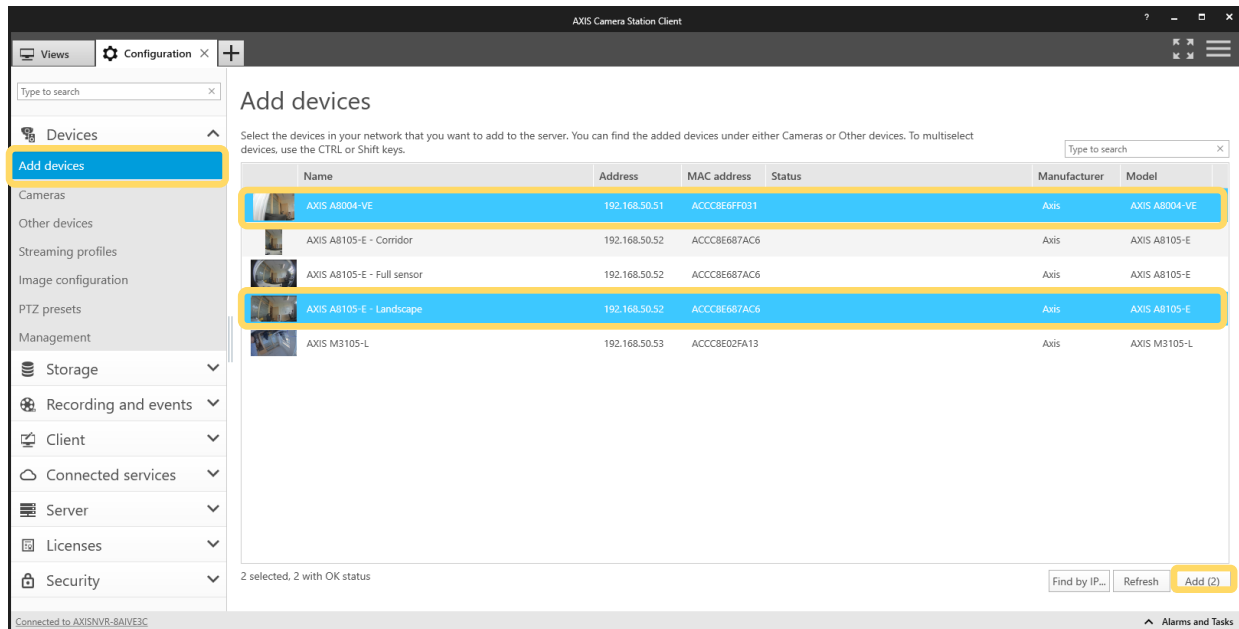 AXIS Camera Station Client
?
Views
Configuration
Type to search
Devices
Add devices
Cameras
Other devices
Streaming profiles
Image configuration
PTZ presets
Management
Storage
Recording and events
Client
Connected services
Server
Licenses
Security
Add devices
Select the devices in your network that you want to add to the server. You can find the added devices under either Cameras or Other devices. To multiselect
devices, use the CTRL or Shift keys.
Type to search
Name Address MAC address Status Manufacturer Model
AXIS A8004-VE 192.168.50.51 ACCC8E6FF031 Axis AXIS A8004-VE
AXIS A8105-E - Corridor 192.168.50.52 ACCC8E687AC6 Axis AXIS A8105-E
AXIS A8105-E - Full sensor 192.168.50.52 ACCC8E687AC6 Axis AXIS A8105-E
AXIS A8105-E - Landscape 192.168.50.52 ACCC8E687AC6 Axis AXIS A8105-E
AXIS M3105-L 192.168.50.53 ACCC8E02FA13 Axis AXIS M3105-L
2 selected, 2 with OK status
Find by IP... Refresh Add (2)
Connected to AXISNVR-8AIVE3C
Alarms and Tasks